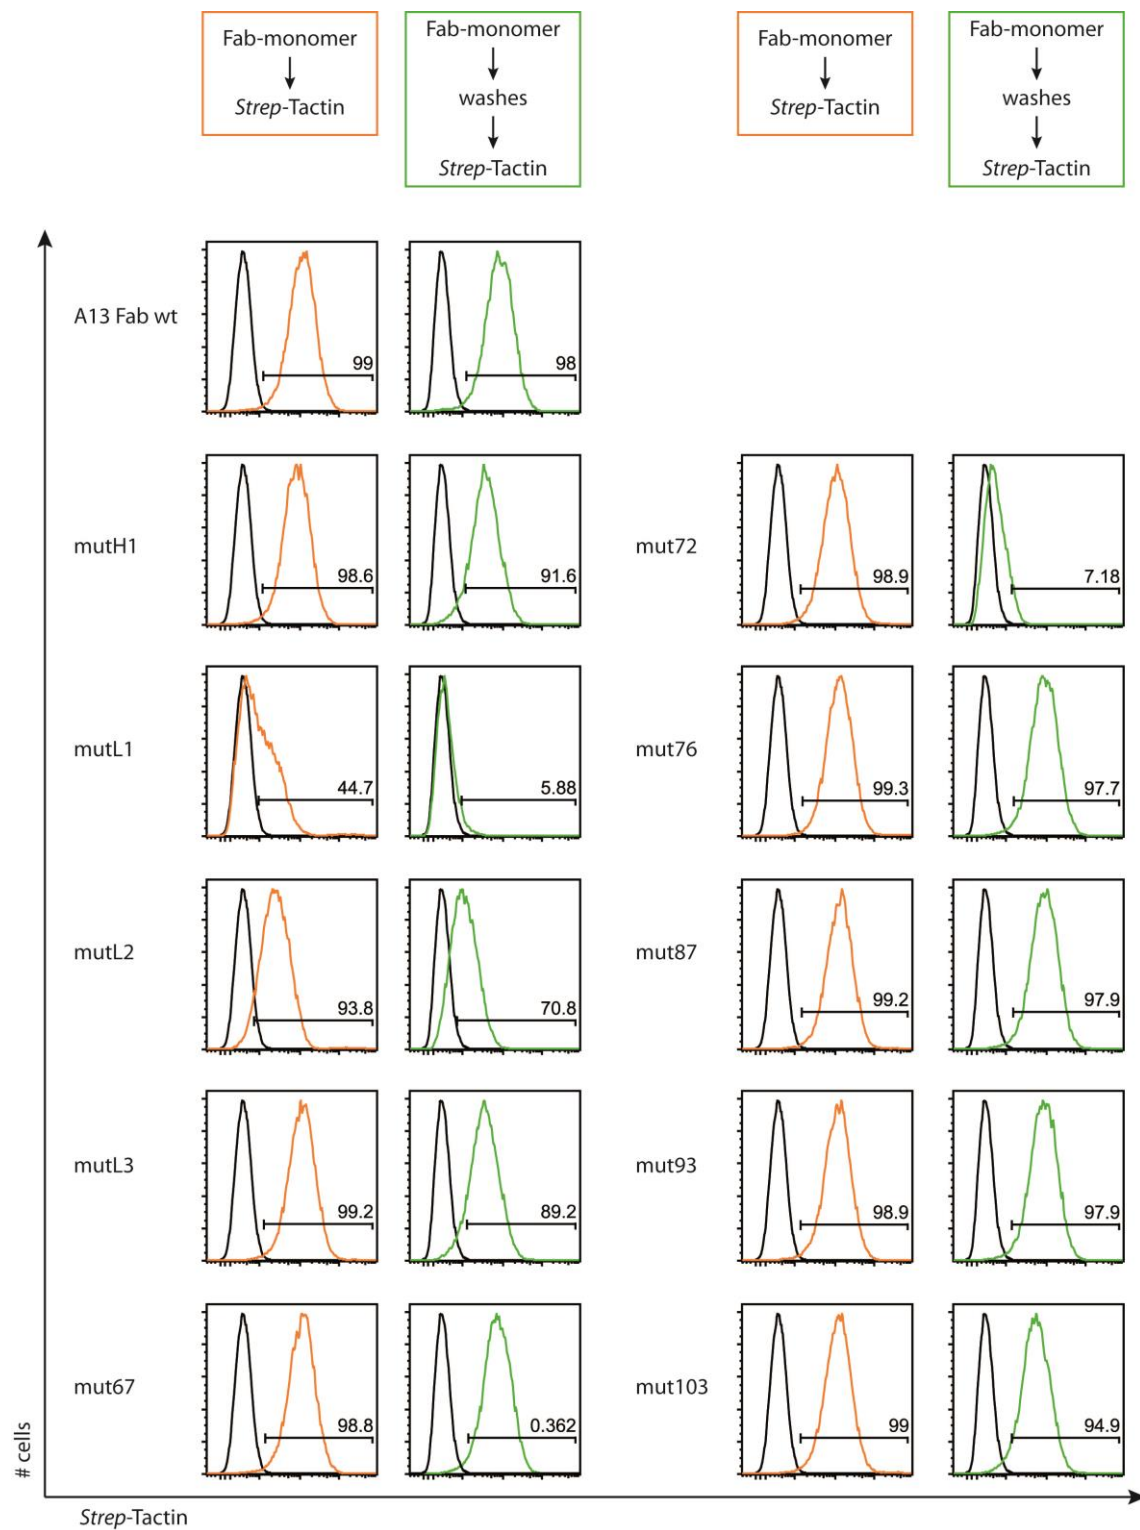 Fab-monomer
Strep-Tactin
Fab-monomer
washes
Strep-Tactin
Fab-monomer
Strep-Tactin
Fab-monomer
washes
Strep-Tactin
A13 Fab wt
99
98
mutH1
98.6
91.6
mut72
98.9
7.18
mutL1
44.7
5.88
mut76
99.3
97.7
mutL2
93.8
70.8
mut87
99.2
97.9
mutL3
99.2
89.2
mut93
98.9
97.9
mut67
98.8
0.362
mut103
99
94.9
# cells
Strep-Tactin